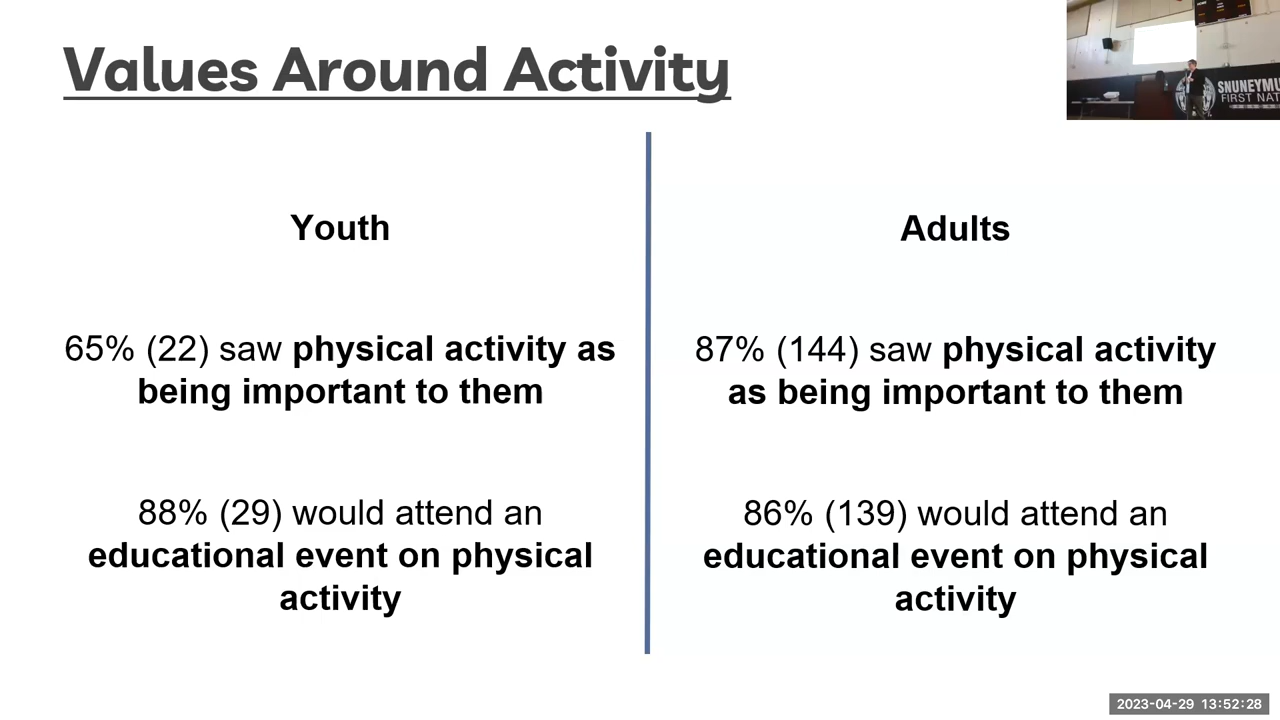 Values Around Activity
SNUNEYMU
FIRST NAT
Youth
65% (22) saw physical activity as
being important to them
88% (29) would attend an
educational event on physical
activity
Adults
87% (144) saw physical activity
as being important to them
86% (139) would attend an
educational event on physical
activity
2023-04-29 13:52:28